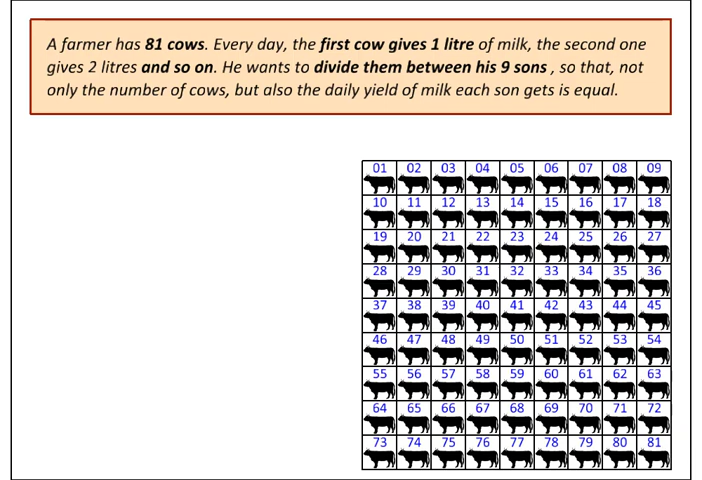 A farmer has 81 cows. Every day, the first cow gives 1 litre of milk, the second one
gives 2 litres and so on. He wants to divide them between his 9 sons , so that, not
only the number of cows, but also the daily yield of milk each son gets is equal.
01 02 03 04 05 06 07 08 09
10 11 12 13 14 15 16 17 18
19 20 21 22 23 24 25 26 27
28 29 30 31 32 33 34 35 36
37 38 39 40 41 42 43 44 45
46 47 48 49 50 51 52 53 54
55 56 57 58 59 60 61 62 63
64 65 66 67 68 69 70 71 72
73 74 75 76 77 78 79 80 81